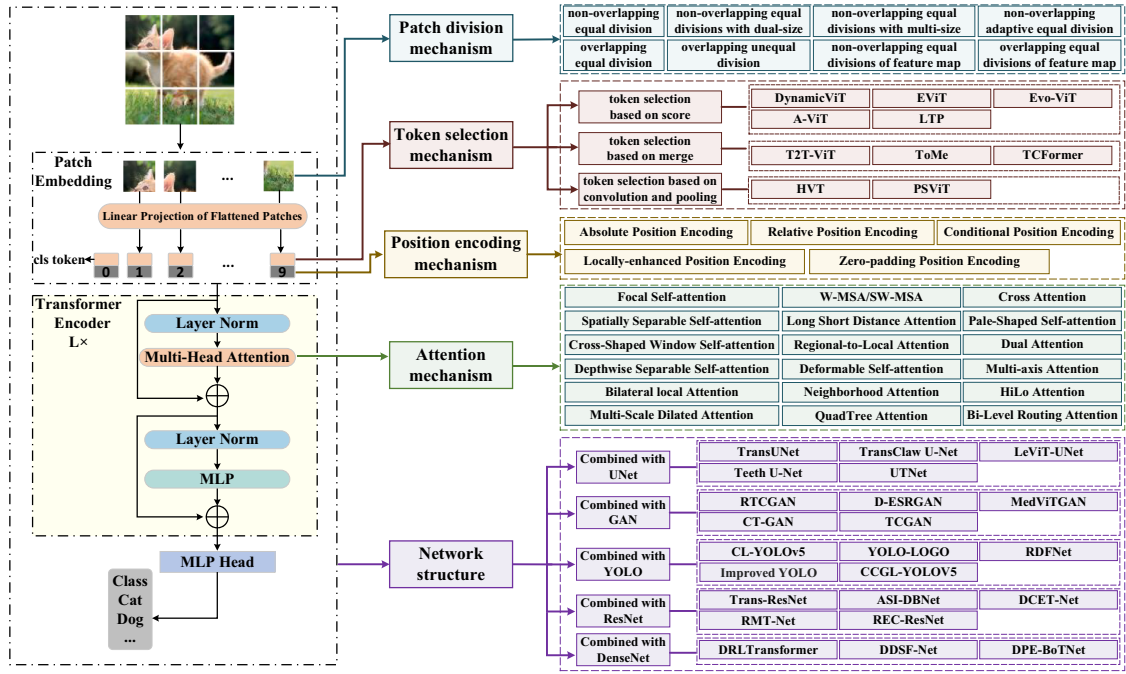 Patch
Embedding
...
Linear Projection of Flattened Patches
cls token
0
1
2
...
9
Transformer
Encoder
L×
Layer Norm
Multi-Head Attention
Layer Norm
MLP
MLP Head
Class
Cat
Dog
...
Patch division
mechanism
non-overlapping
equal division
non-overlapping equal
divisions with dual-size
non-overlapping equal
divisions with multi-size
non-overlapping
adaptive equal division
overlapping
equal division
overlapping unequal
division
non-overlapping equal
divisions of feature map
overlapping equal
divisions of feature map
Token selection
mechanism
token selection
based on score
DynamicViT
EViT
Evo-ViT
A-ViT
LTP
token selection
based on merge
T2T-ViT
ToMe
TCFormer
token selection based on
convolution and pooling
HVT
PSViT
Position encoding
mechanism
Absolute Position Encoding
Relative Position Encoding
Conditional Position Encoding
Locally-enhanced Position Encoding
Zero-padding Position Encoding
Attention
mechanism
Focal Self-attention
W-MSA/SW-MSA
Cross Attention
Spatially Separable Self-attention
Long Short Distance Attention
Pale-Shaped Self-attention
Cross-Shaped Window Self-attention
Regional-to-Local Attention
Dual Attention
Depthwise Separable Self-attention
Deformable Self-attention
Multi-axis Attention
Bilateral local Attention
Neighborhood Attention
HiLo Attention
Multi-Scale Dilated Attention
QuadTree Attention
Bi-Level Routing Attention
Network
structure
Combined with
UNet
TransUNet
TransClaw U-Net
LeViT-UNet
Teeth U-Net
UTNet
Combined with
GAN
RTCGAN
D-ESRGAN
MedViTGAN
CT-GAN
TCGAN
Combined with
YOLO
CL-YOLOv5
YOLO-LOGO
RDFNet
Improved YOLO
CCGL-YOLOV5
Combined with
ResNet
Trans-ResNet
ASI-DBNet
DCET-Net
RMT-Net
REC-ResNet
Combined with
DenseNet
DRLTransformer
DDSF-Net
DPE-BoTNet